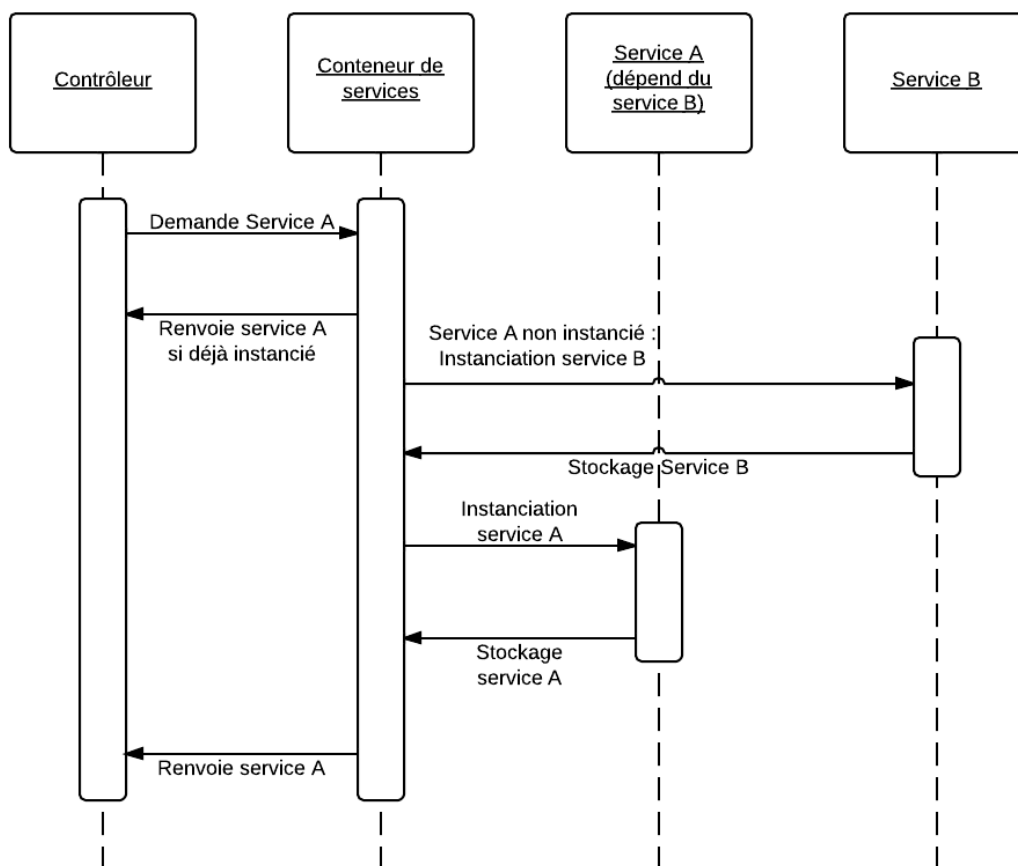 Contrôleur
Conteneur de
services
Service A
(dépend du
service B)
Service B
Demande Service A
Renvoie service A
si déjà instancié
Service A non instancié :
Instanciation service B
Stockage Service B
Instanciation
service A
Stockage
service A
Renvoie service A